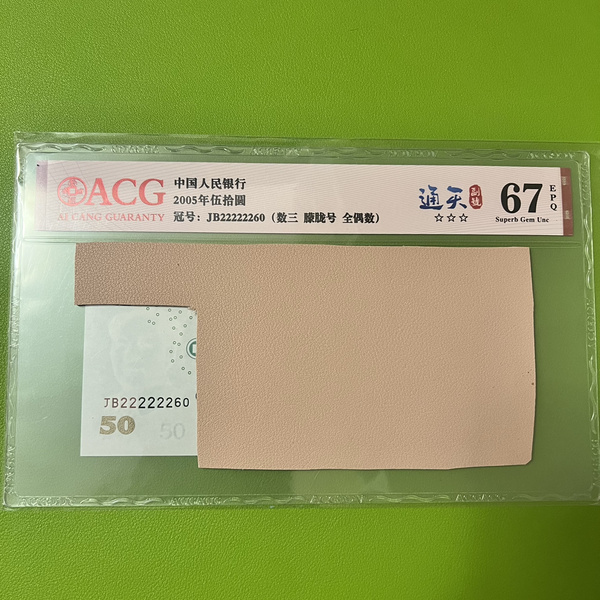 ACG
AI CANG GUARANTY
中国人民银行
2005年伍拾圆
冠号：JB22222260（数三 朦胧号 全偶数）
通天
☆☆☆
67
EPQ
Superb Gem Unc
JB22222260
50
50